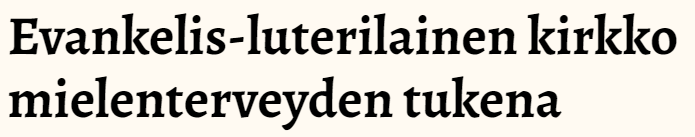 Evankelis-luterilainen kirkko
mielenterveyden tukena